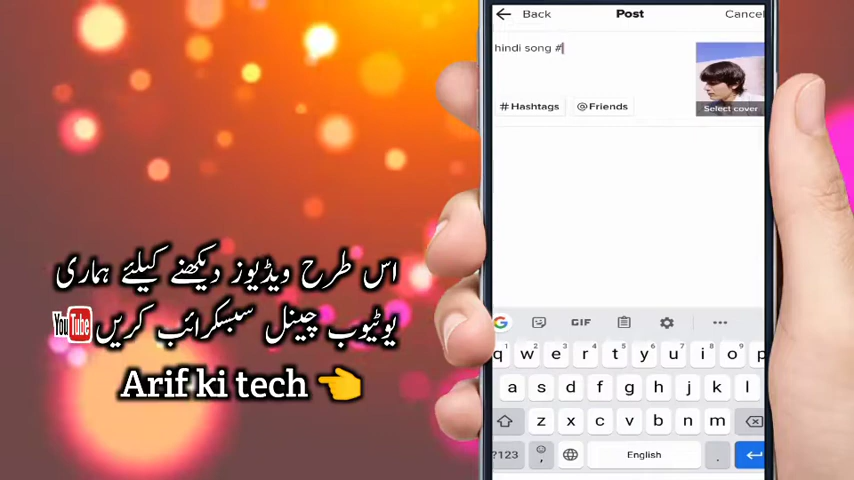 Back Post Cancel
hindi song #
Select cover
# Hashtags @ Friends
اس طرح ویڈیوز دیکھنے کیلئے ہماری
یوٹیوب چینل سبسکرائب کریں YouTube
Arif ki tech
GIF
q w e r t y u i o p
a s d f g h j k l
z x c v b n m
?123 , English .